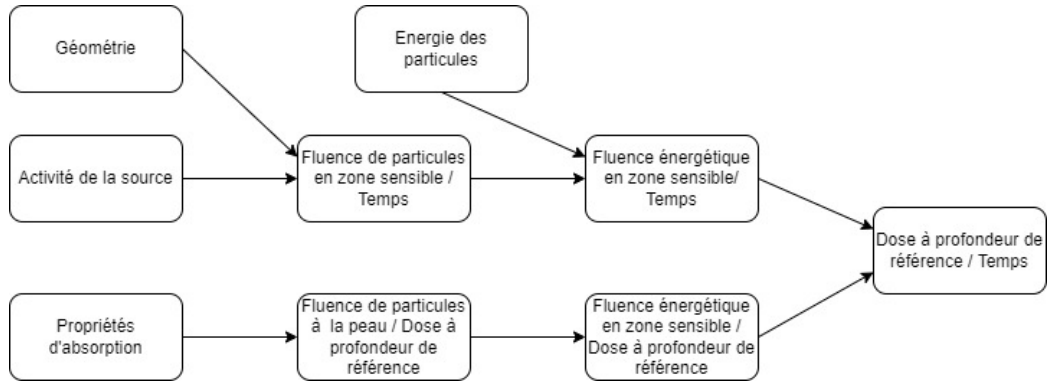 Géométrie
Energie des
particules
Activité de la source
Fluence de particules
en zone sensible /
Temps
Fluence énergétique
en zone sensible/
Temps
Dose à profondeur de
référence / Temps
Propriétés
d'absorption
Fluence de particules
à la peau / Dose à
profondeur de
référence
Fluence énergétique
en zone sensible /
Dose à profondeur de
référence